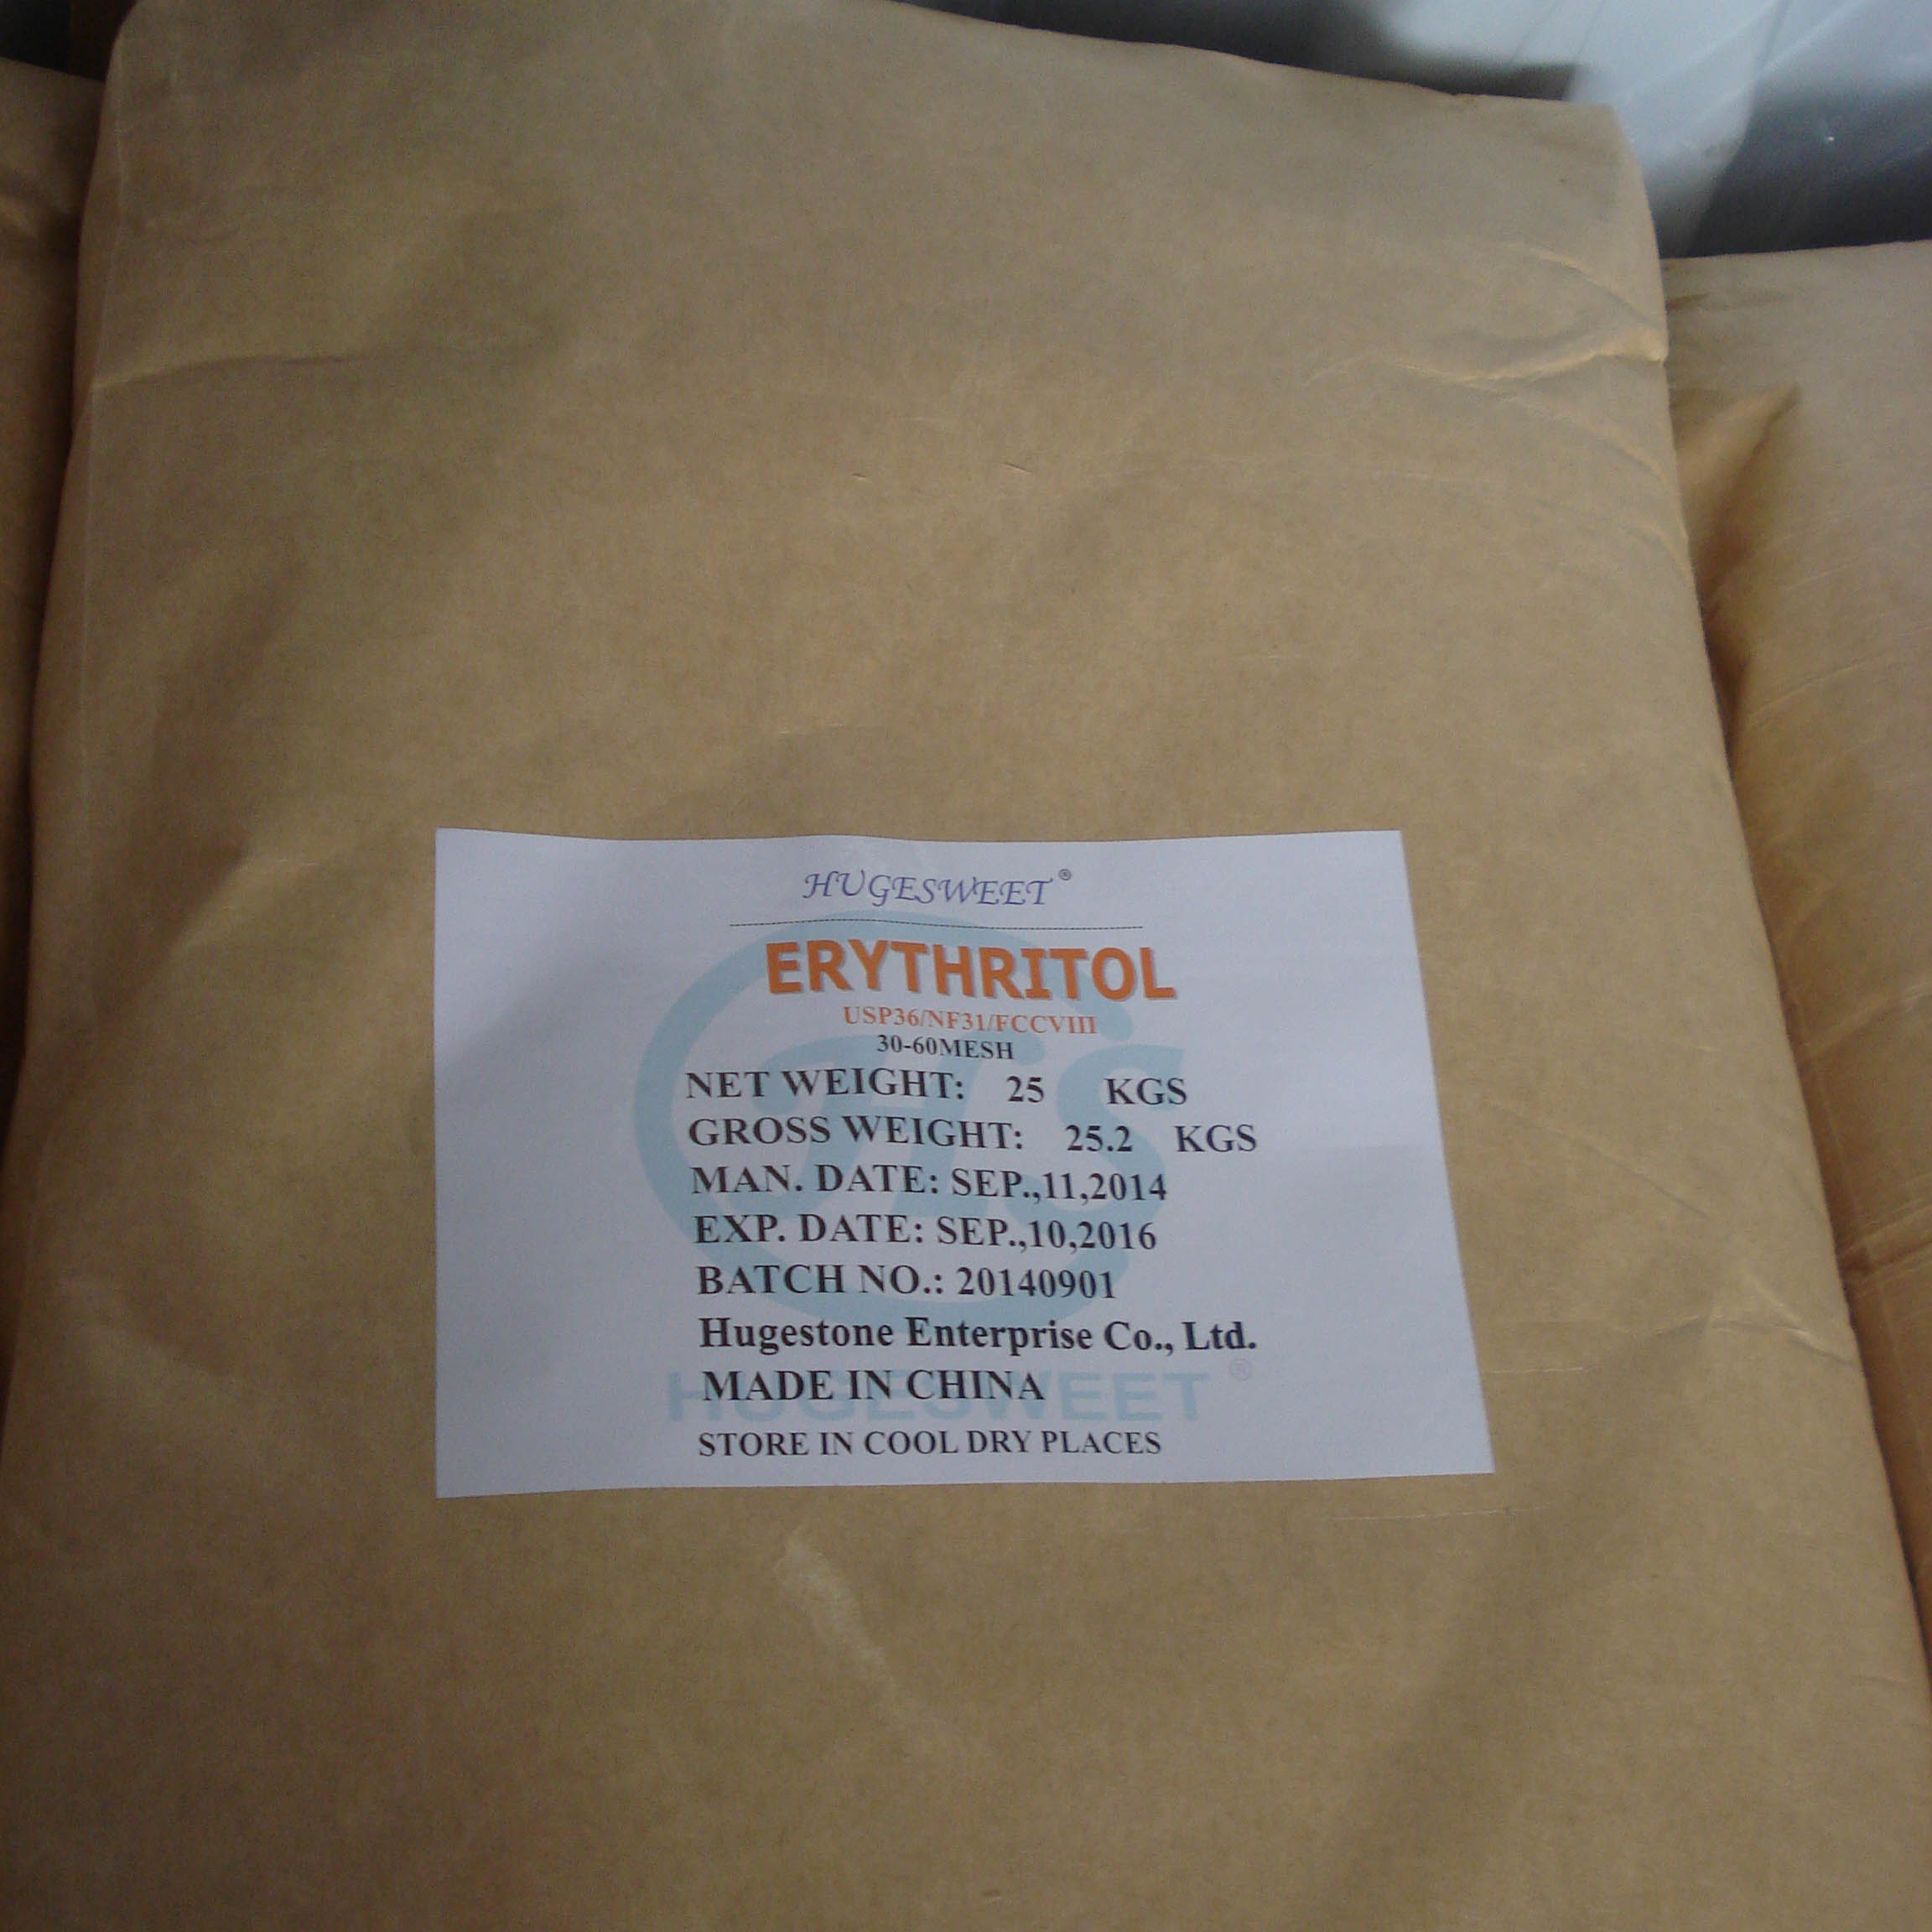 HUGESWEET®
ERYTHRITOL
USP36/NF31/FCCVIII
30-60MESH
NET WEIGHT: 25 KGS
GROSS WEIGHT: 25.2 KGS
MAN. DATE: SEP.,11,2014
EXP. DATE: SEP.,10,2016
BATCH NO.: 20140901
Hugestone Enterprise Co., Ltd.
MADE IN CHINA
HUGESWEET®
STORE IN COOL DRY PLACES